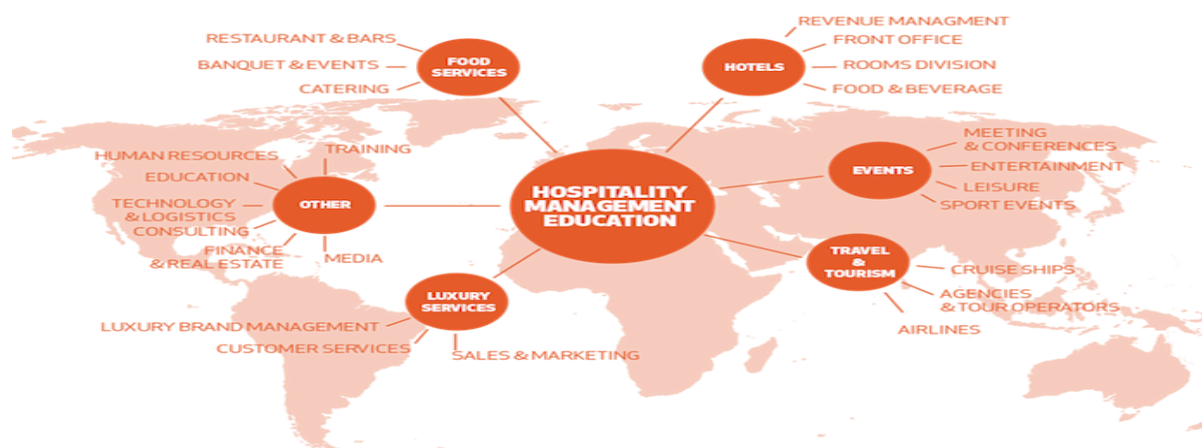 RESTAURANT & BARS
BANQUET & EVENTS
CATERING
FOOD
SERVICES
REVENUE MANAGMENT
FRONT OFFICE
ROOMS DIVISION
FOOD & BEVERAGE
HOTELS
MEETING
& CONFERENCES
ENTERTAINMENT
LEISURE
SPORT EVENTS
EVENTS
HOSPITALITY
MANAGEMENT
EDUCATION
TRAINING
HUMAN RESOURCES
EDUCATION
TECHNOLOGY
& LOGISTICS
CONSULTING
FINANCE
& REAL ESTATE
MEDIA
OTHER
TRAVEL
&
TOURISM
CRUISE SHIPS
AGENCIES
& TOUR OPERATORS
AIRLINES
LUXURY
SERVICES
LUXURY BRAND MANAGEMENT
CUSTOMER SERVICES
SALES & MARKETING